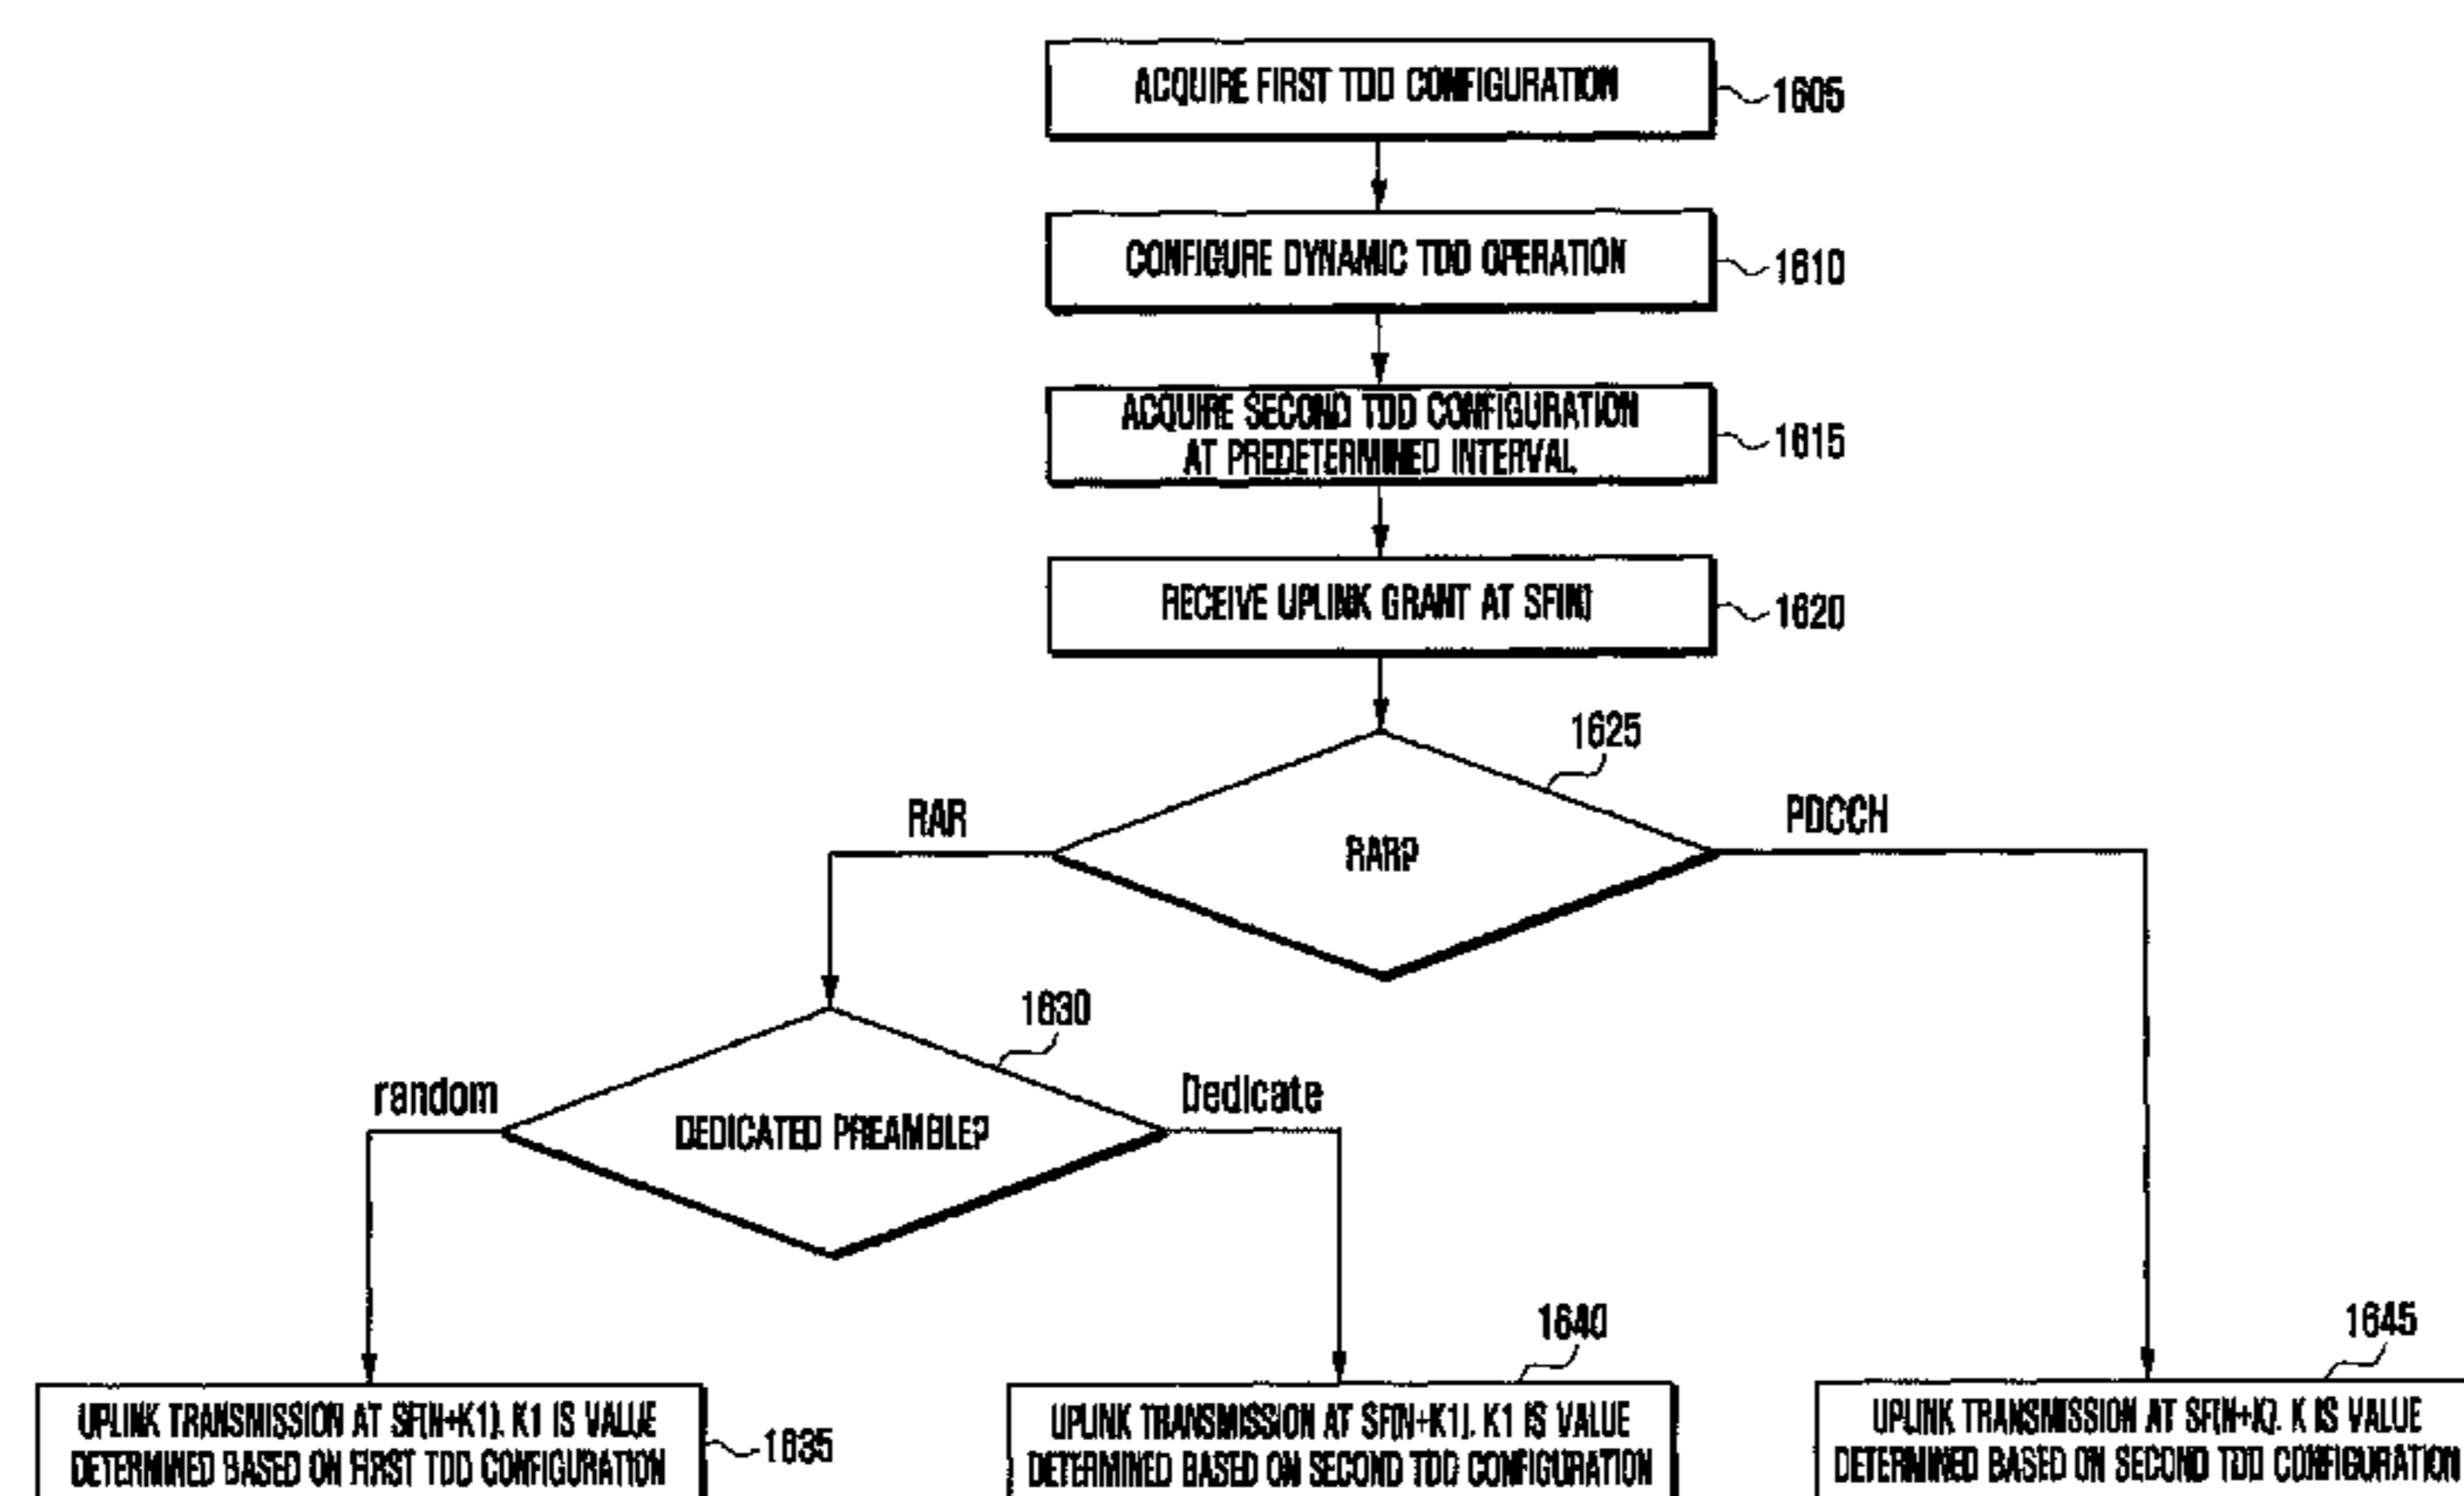 ACQUIRE FIRST TDD CONFIGURATION
1605
CONFIGURE DYNAMIC TDD OPERATION
1610
ACQUIRE SECOND TDD CONFIGURATION
AT PREDETERMINED INTERVAL
1615
RECEIVE UPLINK GRANT AT SF[N]
1620
1625
RAR
RAR?
PDCCH
1630
random
DEDICATED PREAMBLE?
Dedicate
1640
1645
UPLINK TRANSMISSION AT SF[N+K1]. K1 IS VALUE
DETERMINED BASED ON FIRST TDD CONFIGURATION
1635
UPLINK TRANSMISSION AT SF[N+K1]. K1 IS VALUE
DETERMINED BASED ON SECOND TDD CONFIGURATION
UPLINK TRANSMISSION AT SF[N+K]. K IS VALUE
DETERMINED BASED ON SECOND TDD CONFIGURATION